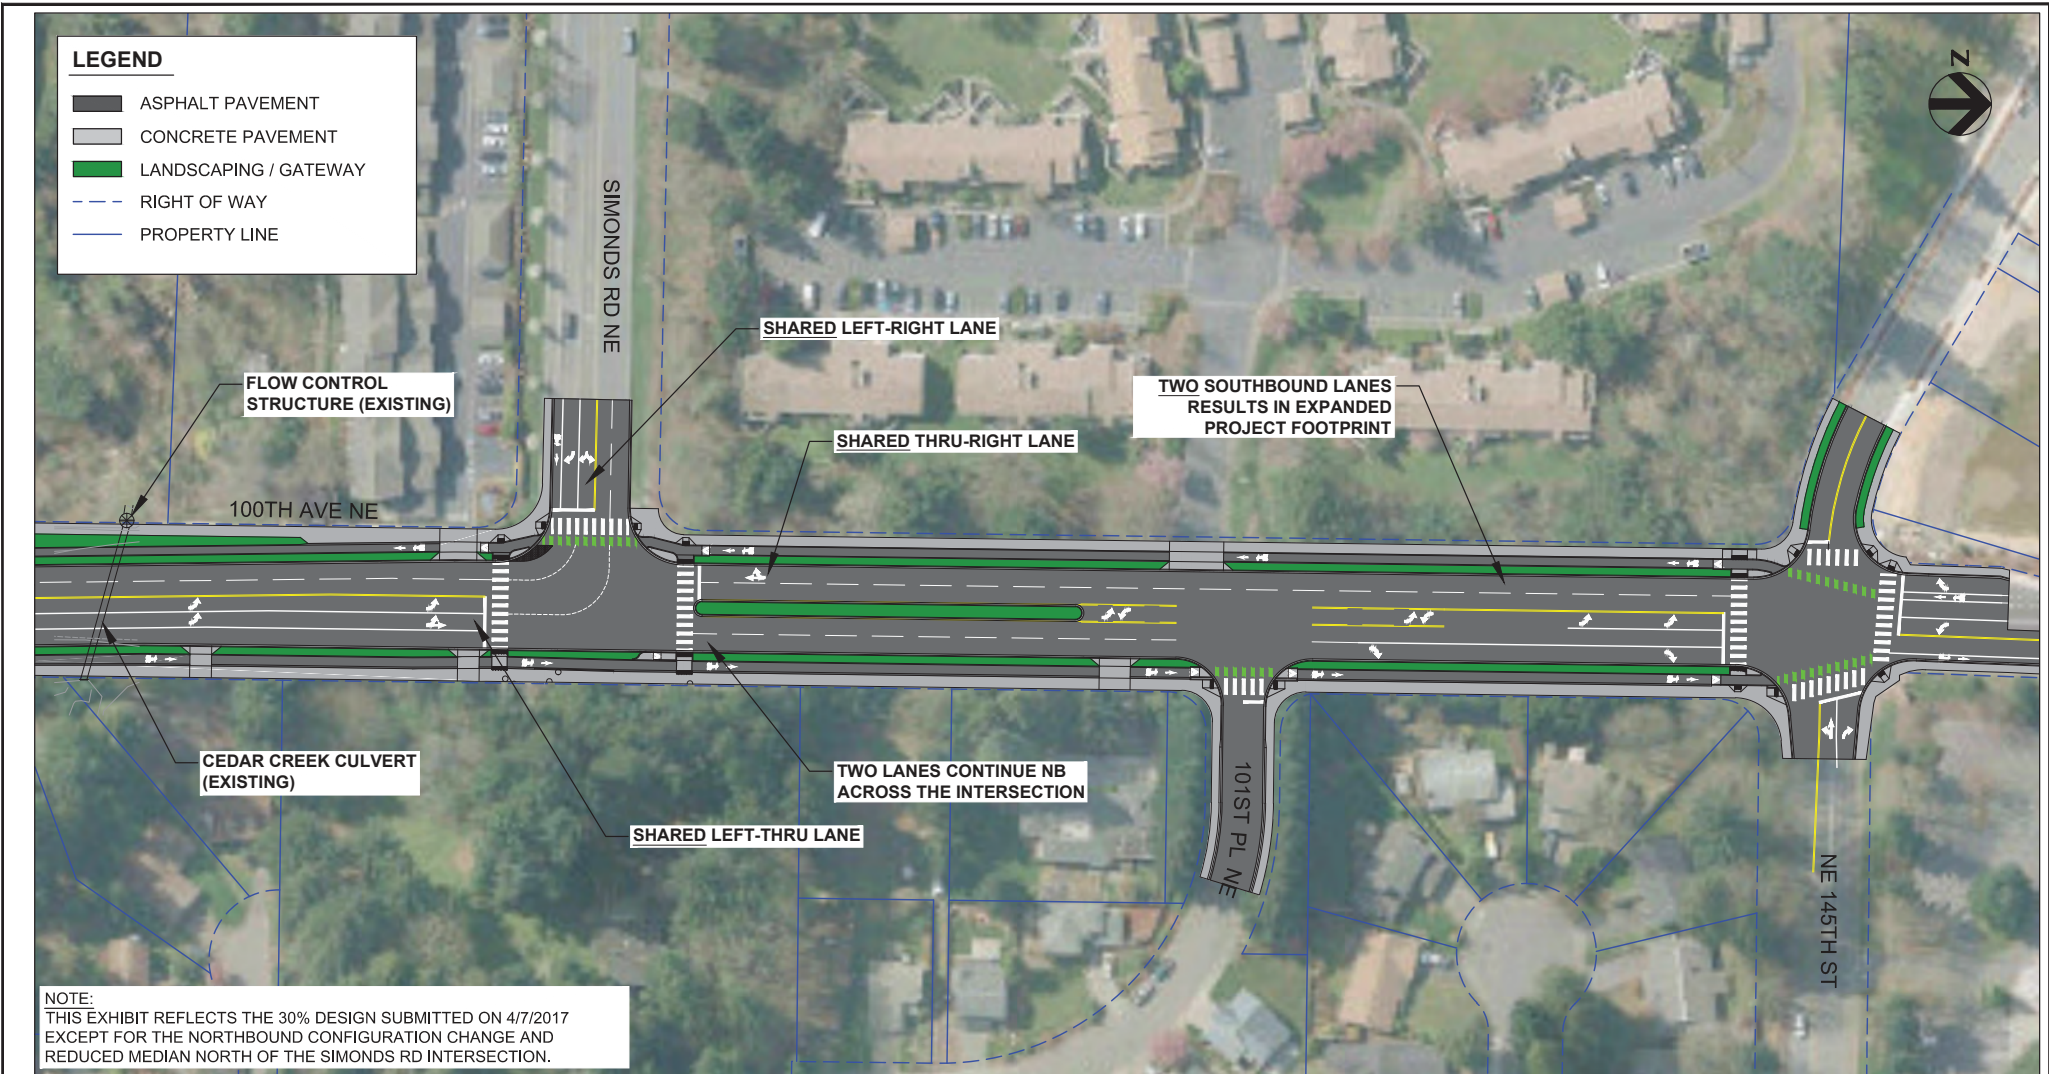 LEGEND
ASPHALT PAVEMENT
CONCRETE PAVEMENT
LANDSCAPING / GATEWAY
RIGHT OF WAY
PROPERTY LINE
N
SIMONDS RD NE
SHARED LEFT-RIGHT LANE
FLOW CONTROL
STRUCTURE (EXISTING)
TWO SOUTHBOUND LANES
RESULTS IN EXPANDED
PROJECT FOOTPRINT
SHARED THRU-RIGHT LANE
100TH AVE NE
CEDAR CREEK CULVERT
(EXISTING)
TWO LANES CONTINUE NB
ACROSS THE INTERSECTION
SHARED LEFT-THRU LANE
101ST PL NE
NE 145TH ST
NOTE:
THIS EXHIBIT REFLECTS THE 30% DESIGN SUBMITTED ON 4/7/2017
EXCEPT FOR THE NORTHBOUND CONFIGURATION CHANGE AND
REDUCED MEDIAN NORTH OF THE SIMONDS RD INTERSECTION.